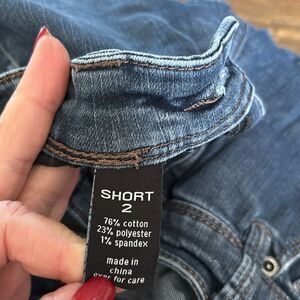 SHORT
2
76% cotton
23% polyester
1% spandex
made in
china
over for care